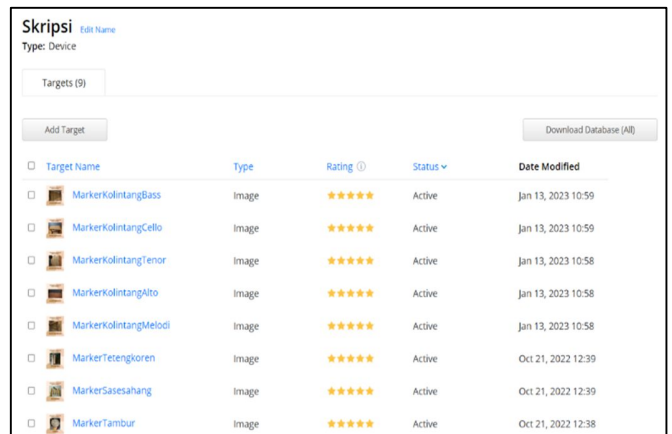 Skripsi Edit Name
Type: Device
Targets (9)
Add Target Download Database (All)
Target Name Type Rating Status Date Modified
MarkerKolintangBass Image Active Jan 13, 2023 10:59
MarkerKolintangCello Image Active Jan 13, 2023 10:59
MarkerKolintangTenor Image Active Jan 13, 2023 10:58
MarkerKolintangAlto Image Active Jan 13, 2023 10:58
MarkerKolintangMelodi Image Active Jan 13, 2023 10:58
MarkerTetengkoren Image Active Oct 21, 2022 12:39
MarkerSasesahang Image Active Oct 21, 2022 12:39
MarkerTambur Image Active Oct 21, 2022 12:38